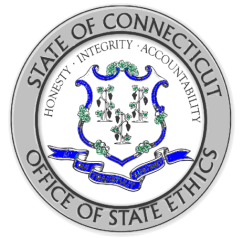 STATE OF CONNECTICUT
HONESTY · INTEGRITY · ACCOUNTABILITY
OFFICE OF STATE ETHICS